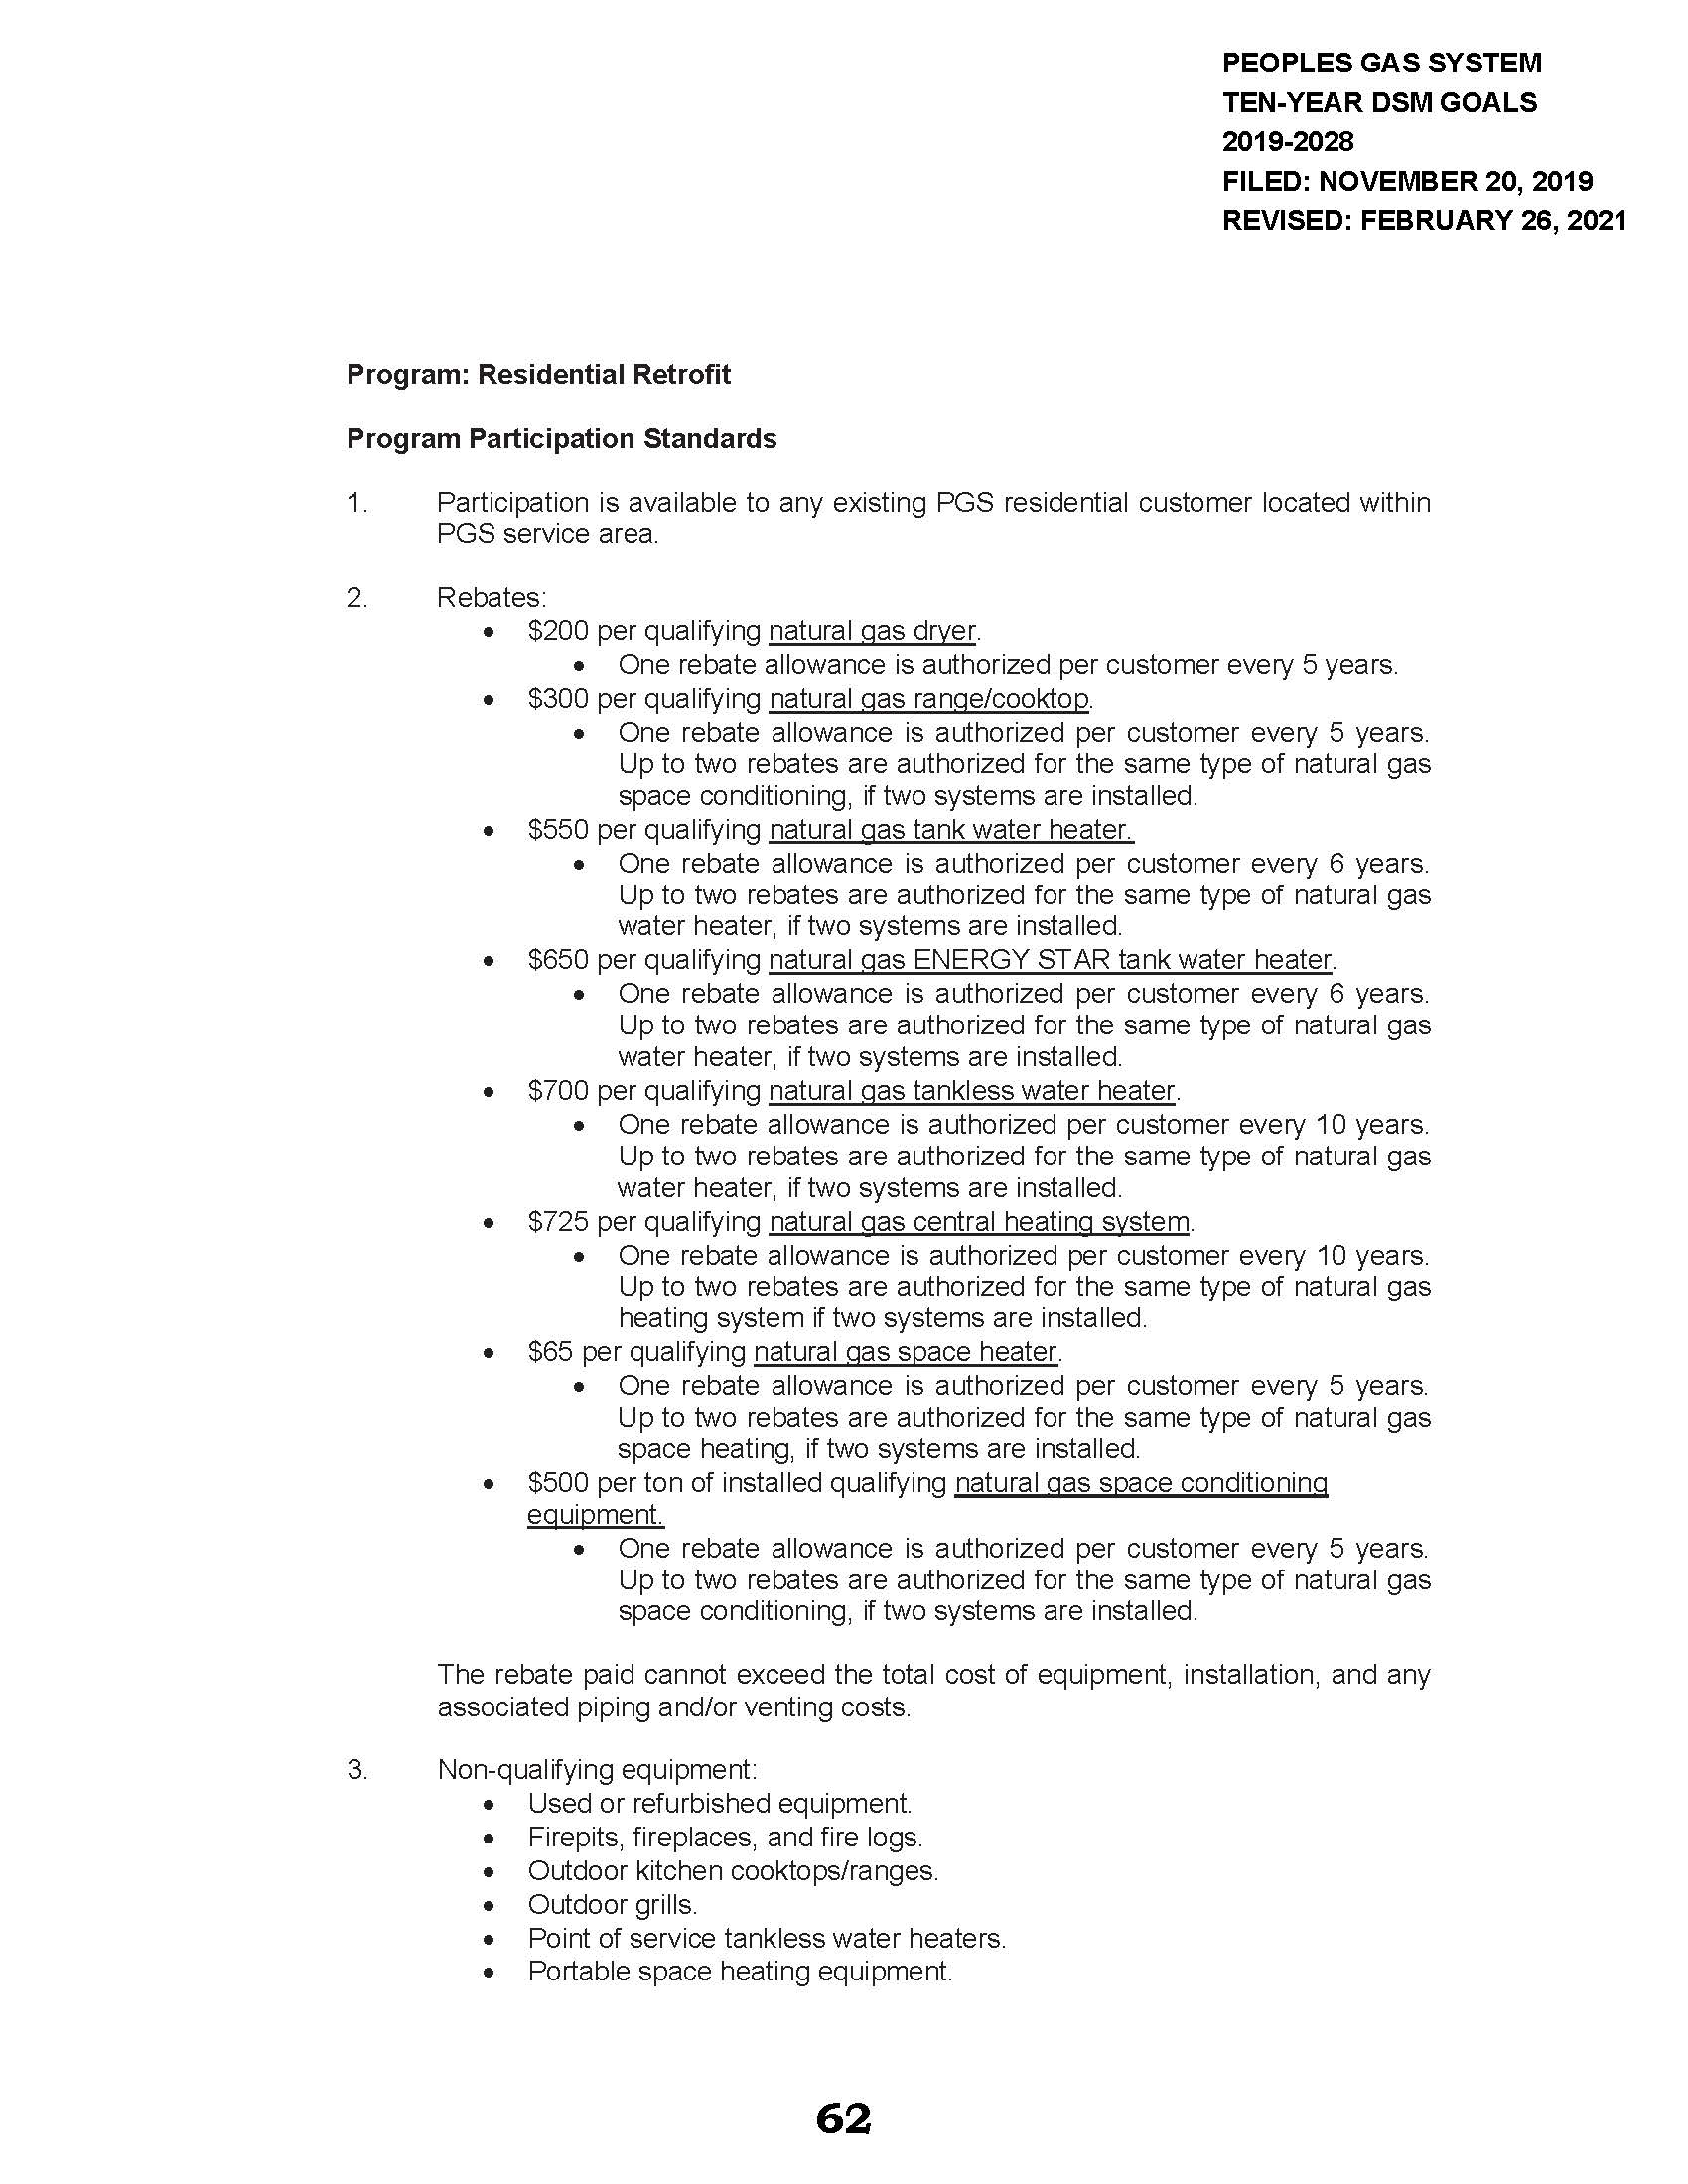 PEOPLES GAS SYSTEM
TEN-YEAR DSM GOALS
2019-2028
FILED: NOVEMBER 20, 2019
REVISED: FEBRUARY 26, 2021
Program: Residential Retrofit
Program Participation Standards
1. Participation is available to any existing PGS residential customer located within
PGS service area.
2. Rebates:
• $200 per qualifying natural gas dryer.
• One rebate allowance is authorized per customer every 5 years.
• $300 per qualifying natural gas range/cooktop.
• One rebate allowance is authorized per customer every 5 years.
Up to two rebates are authorized for the same type of natural gas
space conditioning, if two systems are installed.
• $550 per qualifying natural gas tank water heater.
• One rebate allowance is authorized per customer every 6 years.
Up to two rebates are authorized for the same type of natural gas
water heater, if two systems are installed.
• $650 per qualifying natural gas ENERGY STAR tank water heater.
• One rebate allowance is authorized per customer every 6 years.
Up to two rebates are authorized for the same type of natural gas
water heater, if two systems are installed.
• $700 per qualifying natural gas tankless water heater.
• One rebate allowance is authorized per customer every 10 years.
Up to two rebates are authorized for the same type of natural gas
water heater, if two systems are installed.
• $725 per qualifying natural gas central heating system.
• One rebate allowance is authorized per customer every 10 years.
Up to two rebates are authorized for the same type of natural gas
heating system if two systems are installed.
• $65 per qualifying natural gas space heater.
• One rebate allowance is authorized per customer every 5 years.
Up to two rebates are authorized for the same type of natural gas
space heating, if two systems are installed.
• $500 per ton of installed qualifying natural gas space conditioning
equipment.
• One rebate allowance is authorized per customer every 5 years.
Up to two rebates are authorized for the same type of natural gas
space conditioning, if two systems are installed.
The rebate paid cannot exceed the total cost of equipment, installation, and any
associated piping and/or venting costs.
3. Non-qualifying equipment:
• Used or refurbished equipment.
• Firepits, fireplaces, and fire logs.
• Outdoor kitchen cooktops/ranges.
• Outdoor grills.
• Point of service tankless water heaters.
• Portable space heating equipment.
62